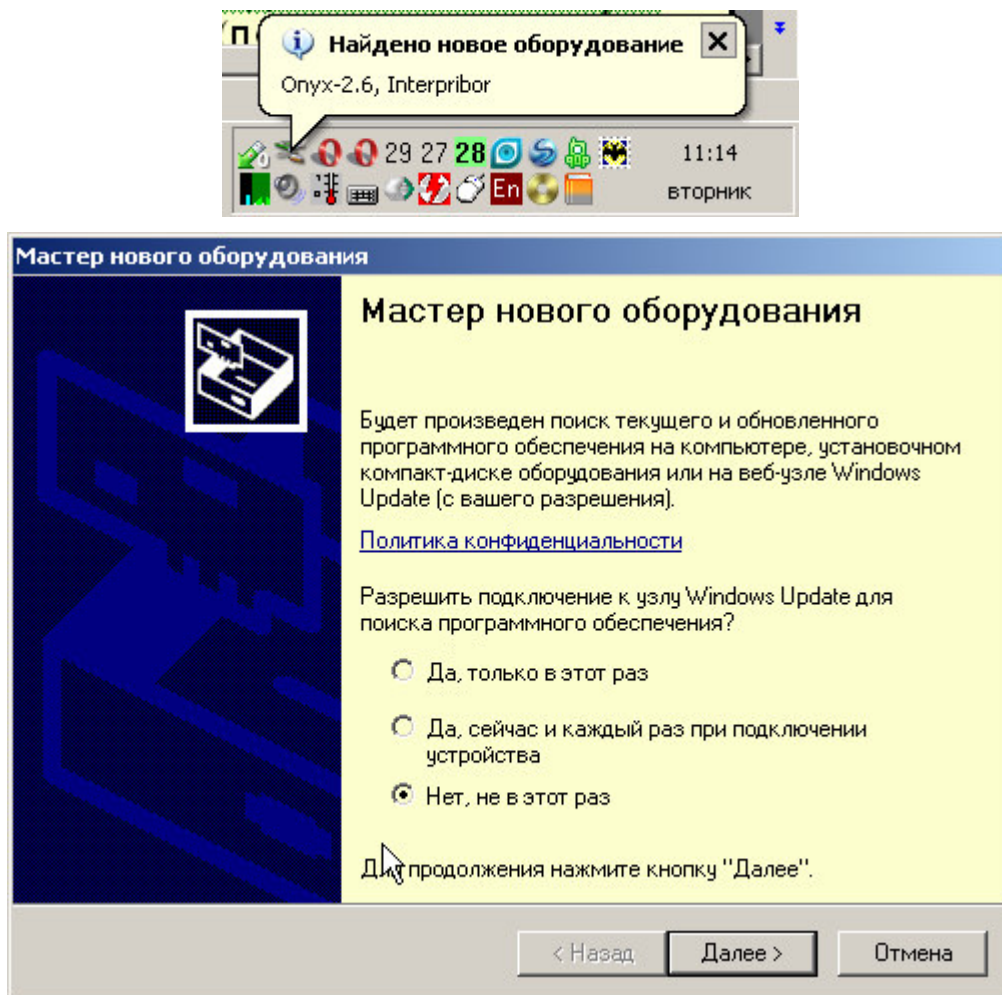 (п
Найдено новое оборудование
Onyx-2.6, Interpribor
29 27 28 11:14
En вторник
Мастер нового оборудования
Мастер нового оборудования
Будет произведен поиск текущего и обновленного
программного обеспечения на компьютере, установочном
компакт-диске оборудования или на веб-узле Windows
Update (с вашего разрешения).
Политика конфиденциальности
Разрешить подключение к узлу Windows Update для
поиска программного обеспечения?
Да, только в этот раз
Да, сейчас и каждый раз при подключении
устройства
Нет, не в этот раз
Для продолжения нажмите кнопку "Далее".
< Назад Далее > Отмена